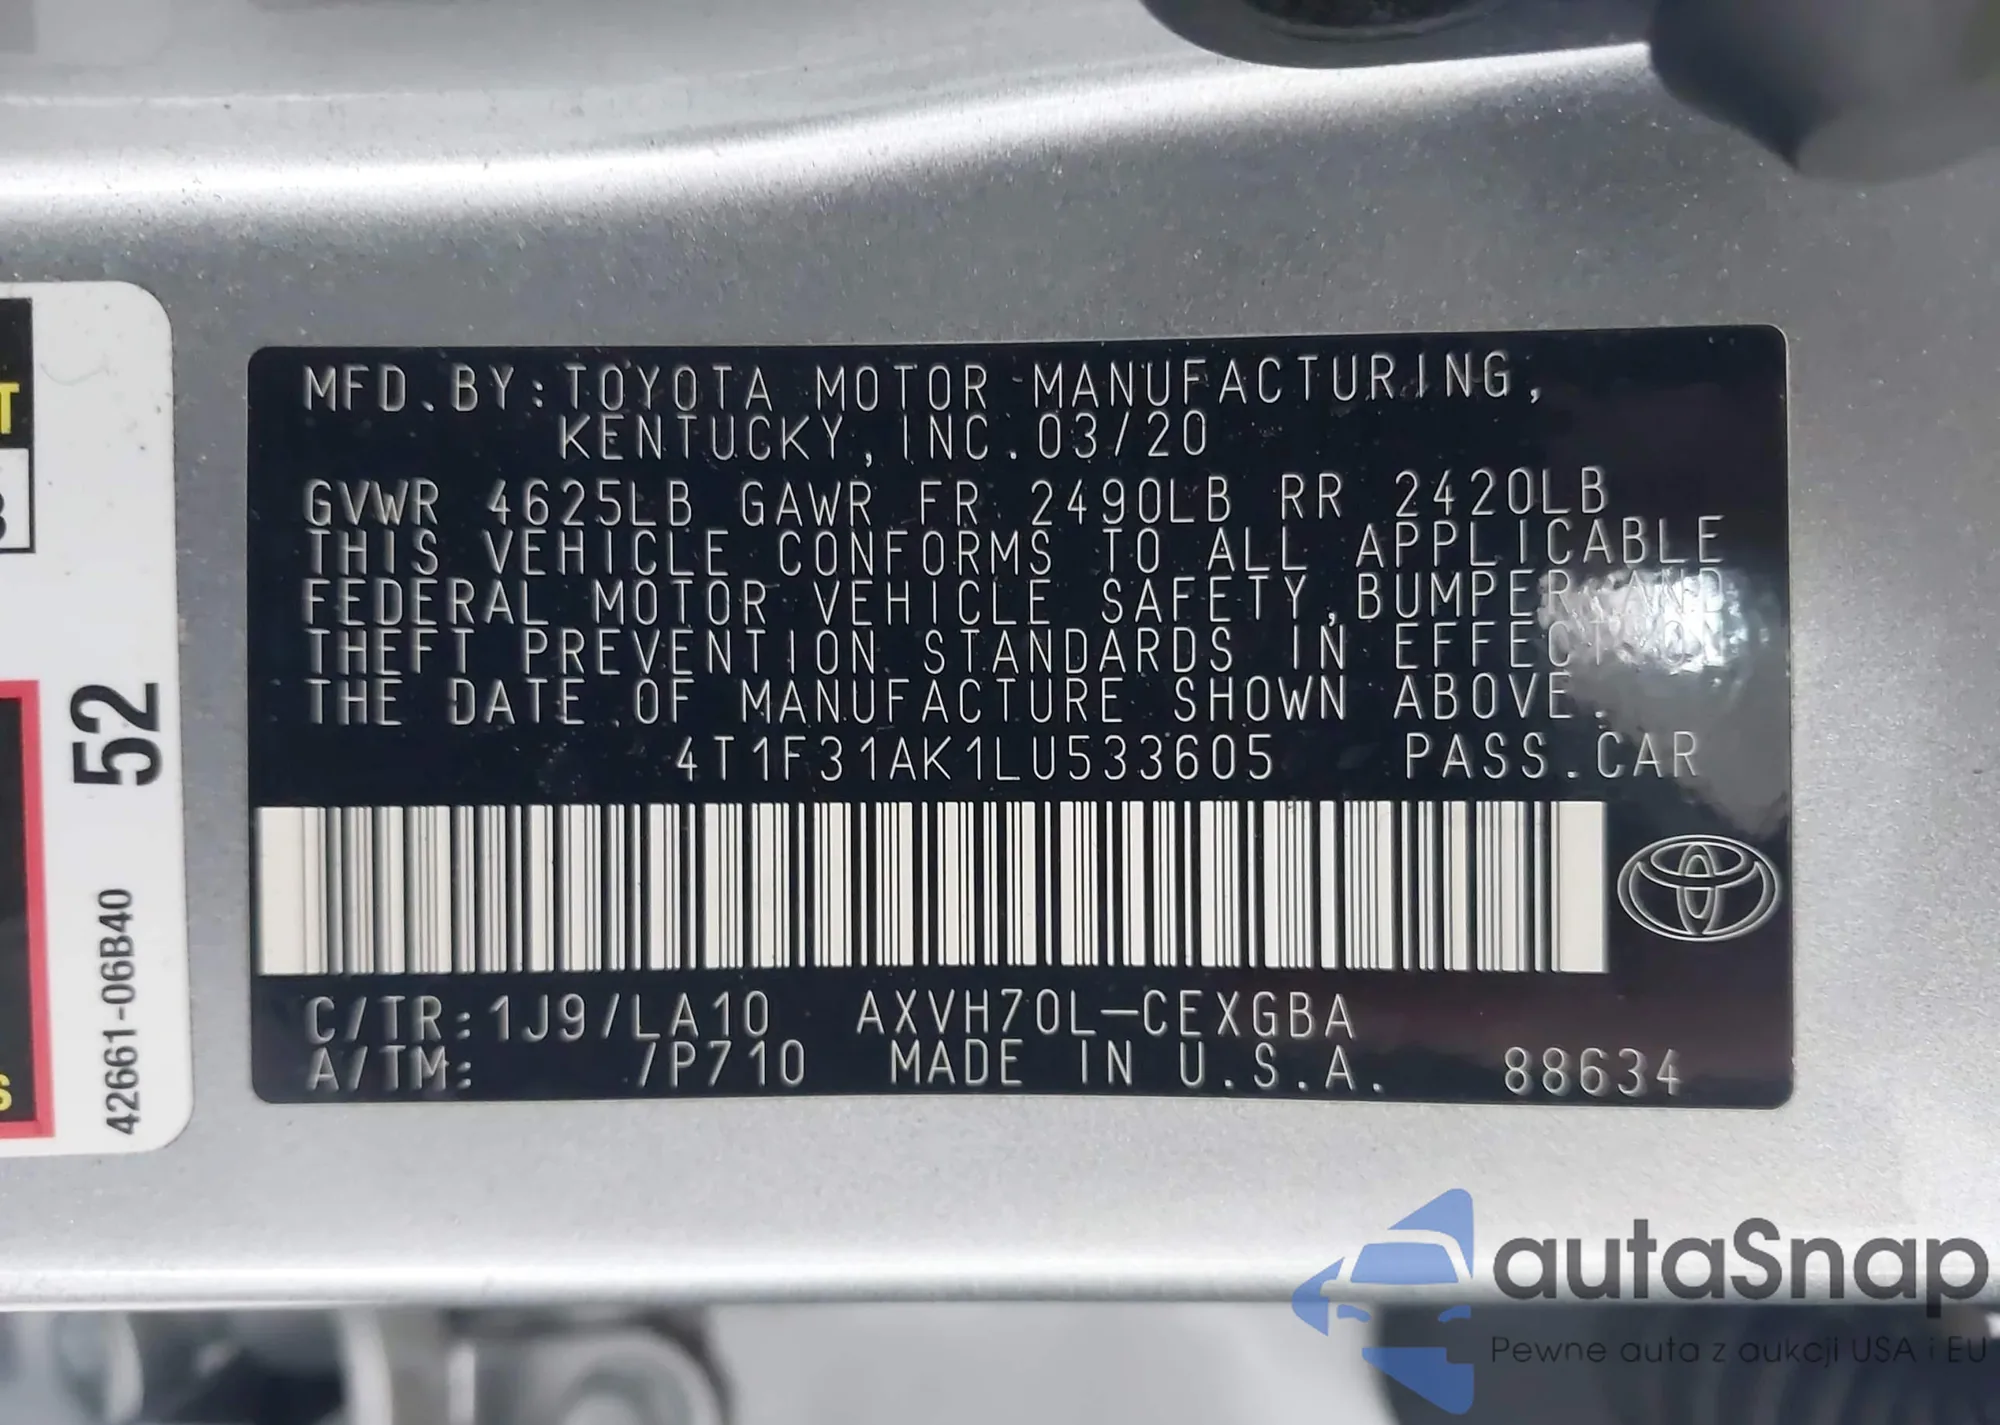 MFD.BY:TOYOTA MOTOR MANUFACTURING,
KENTUCKY,INC.03/20
GVWR 4625LB GAWR FR 2490LB RR 2420LB
THIS VEHICLE CONFORMS TO ALL APPLICABLE
FEDERAL MOTOR VEHICLE SAFETY,BUMPER AND
THEFT PREVENTION STANDARDS IN EFFECT ON
THE DATE OF MANUFACTURE SHOWN ABOVE.
4T1F31AK1LU533605 PASS.CAR
C/TR:1J9/LA10 AXVH70L-CEXGBA
A/TM: /P710 MADE IN U.S.A. 88634
52
42661-06B40
T
S
autaSnap
Pewne auta z aukcji USA i EU